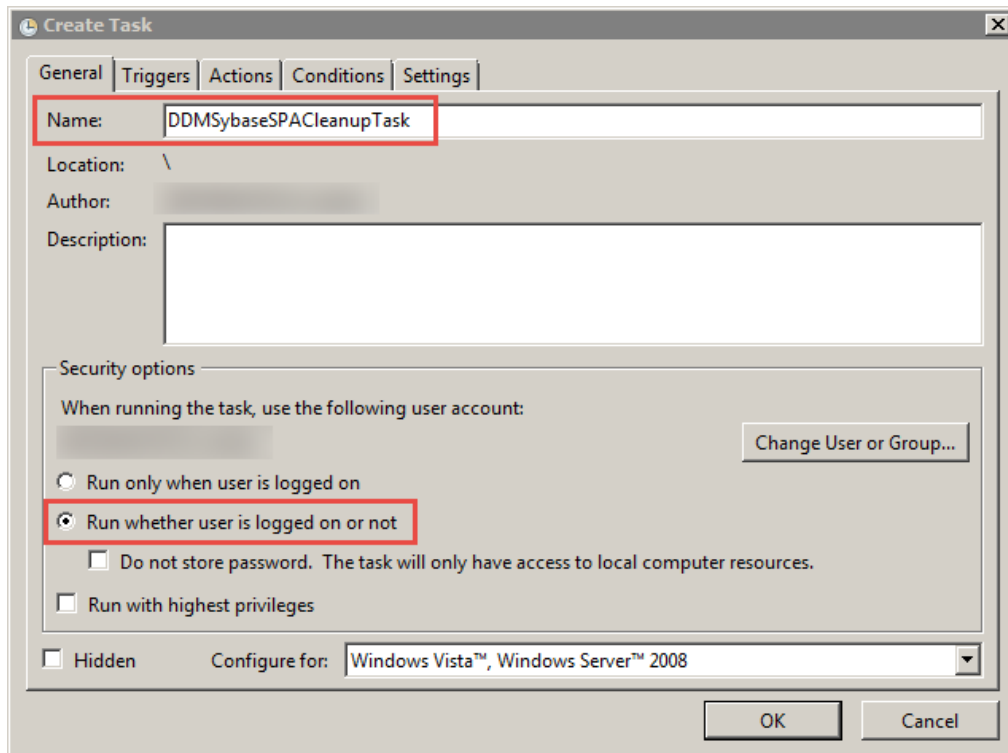 Create Task
General Triggers Actions Conditions Settings
Name: DDMSybaseSPACleanupTask
Location: \
Author:
Description:
Security options
When running the task, use the following user account:
Change User or Group...
Run only when user is logged on
Run whether user is logged on or not
Do not store password. The task will only have access to local computer resources.
Run with highest privileges
Hidden Configure for: Windows Vista™, Windows Server™ 2008
OK Cancel